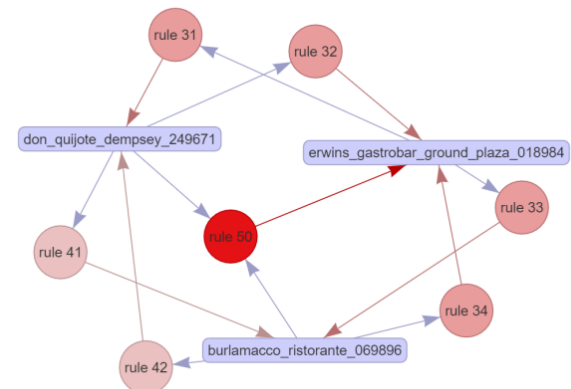 rule 31
rule 32
don_quijote_dempsey_249671
erwins_gastrobar_ground_plaza_018984
rule 33
rule 50
rule 41
rule 34
burlamacco_ristorante_069896
rule 42